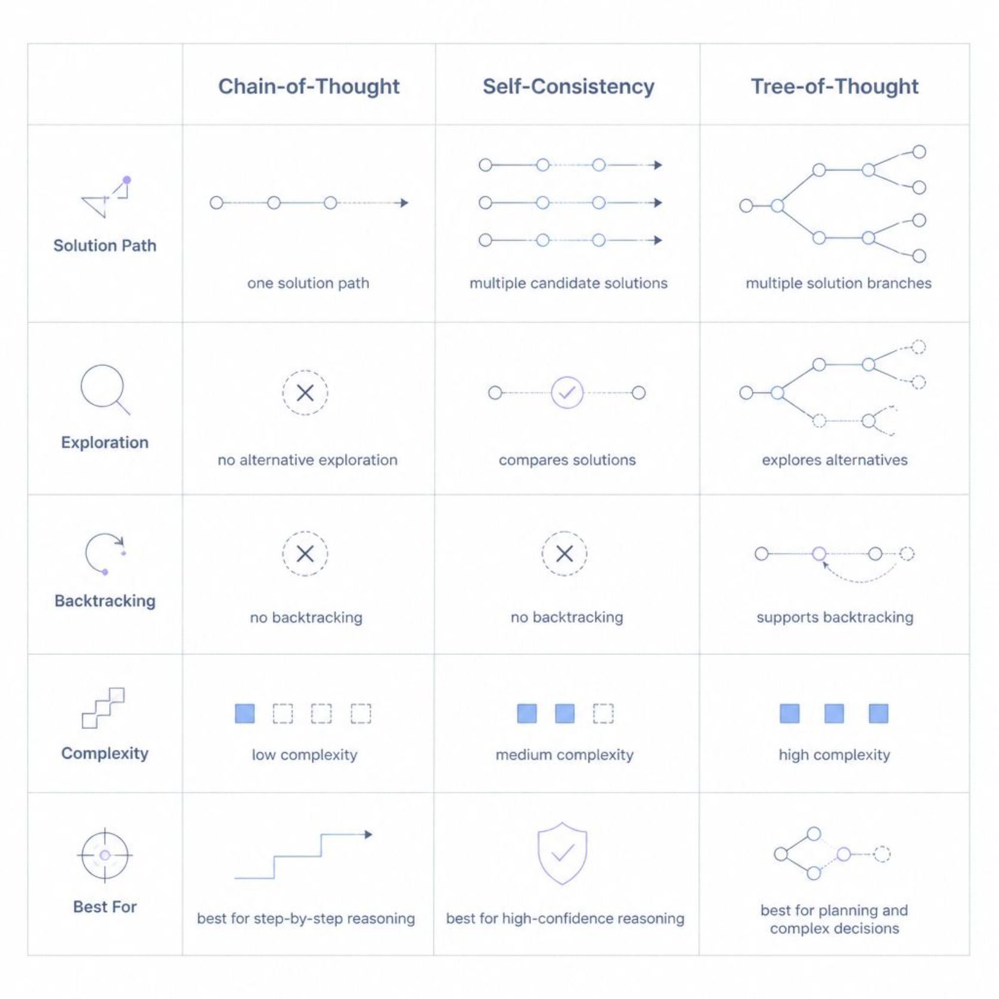 Chain-of-Thought
Self-Consistency
Tree-of-Thought
Solution Path
one solution path
multiple candidate solutions
multiple solution branches
Exploration
no alternative exploration
compares solutions
explores alternatives
Backtracking
no backtracking
no backtracking
supports backtracking
Complexity
low complexity
medium complexity
high complexity
Best For
best for step-by-step reasoning
best for high-confidence reasoning
best for planning and
complex decisions